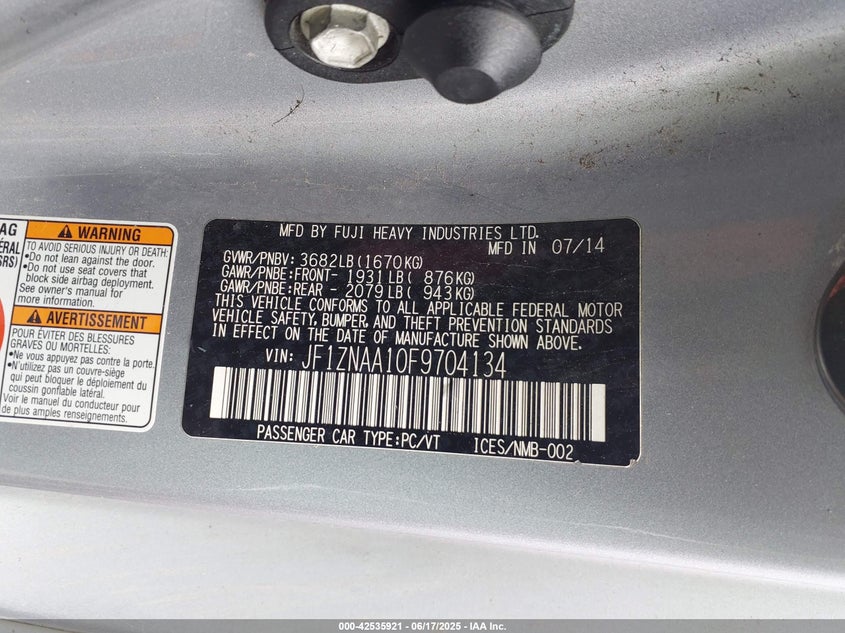 AG
ÉRAL
SRS)
WARNING
TO AVOID SERIOUS INJURY OR DEATH:
• Do not lean against the door.
• Do not use seat covers that
block side airbag deployment.
See owner's manual for
more information.
AVERTISSEMENT
POUR ÉVITER DES BLESSURES
GRAVES OU MORTELLES:
• Ne vous appuyez pas contre la porte.
• N'utilisez pas un couvre-siège
qui bloquerait le déploiement du
coussin gonflable latéral.
Voir le manuel du conducteur pour
de plus amples informations.
MFD BY FUJI HEAVY INDUSTRIES LTD.
MFD IN 07/14
GVWR/PNBV: 3682LB(1670KG)
GAWR/PNBE:FRONT- 1931LB( 876KG)
GAWR/PNBE:REAR - 2079LB( 943KG)
THIS VEHICLE CONFORMS TO ALL APPLICABLE FEDERAL MOTOR
VEHICLE SAFETY, BUMPER, AND THEFT PREVENTION STANDARDS
IN EFFECT ON THE DATE OF MANUFACTURE SHOWN ABOVE.
VIN: JF1ZNAA10F9704134
PASSENGER CAR TYPE:PC/VT ICES/NMB-002
000-42535921 - 06/17/2025 - IAA Inc.